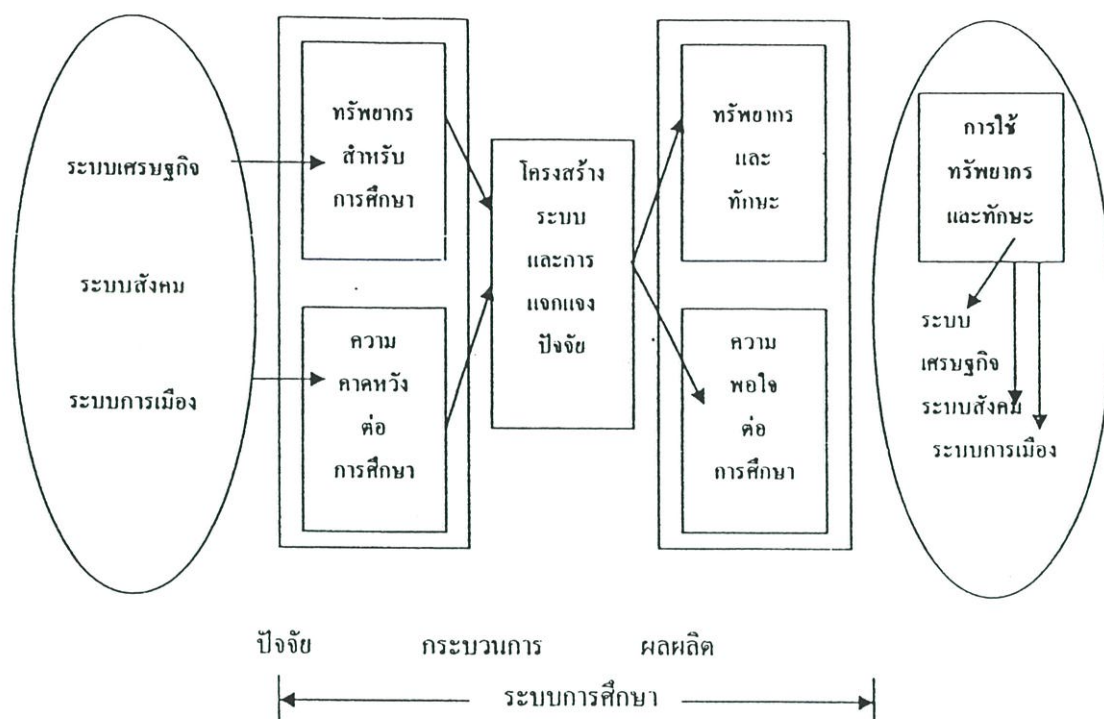 ระบบเศรษฐกิจ
ระบบสังคม
ระบบการเมือง
ทรัพยากร
สำหรับ
การศึกษา
ความ
คาดหวัง
ต่อ
การศึกษา
โครงสร้าง
ระบบ
และการ
แจกแจง
ปัจจัย
ทรัพยากร
และ
ทักษะ
ความ
พอใจ
ต่อ
การศึกษา
การใช้
ทรัพยากร
และทักษะ
ระบบ
เศรษฐกิจ
ระบบสังคม
ระบบการเมือง
ปัจจัย กระบวนการ ผลผลิต
ระบบการศึกษา